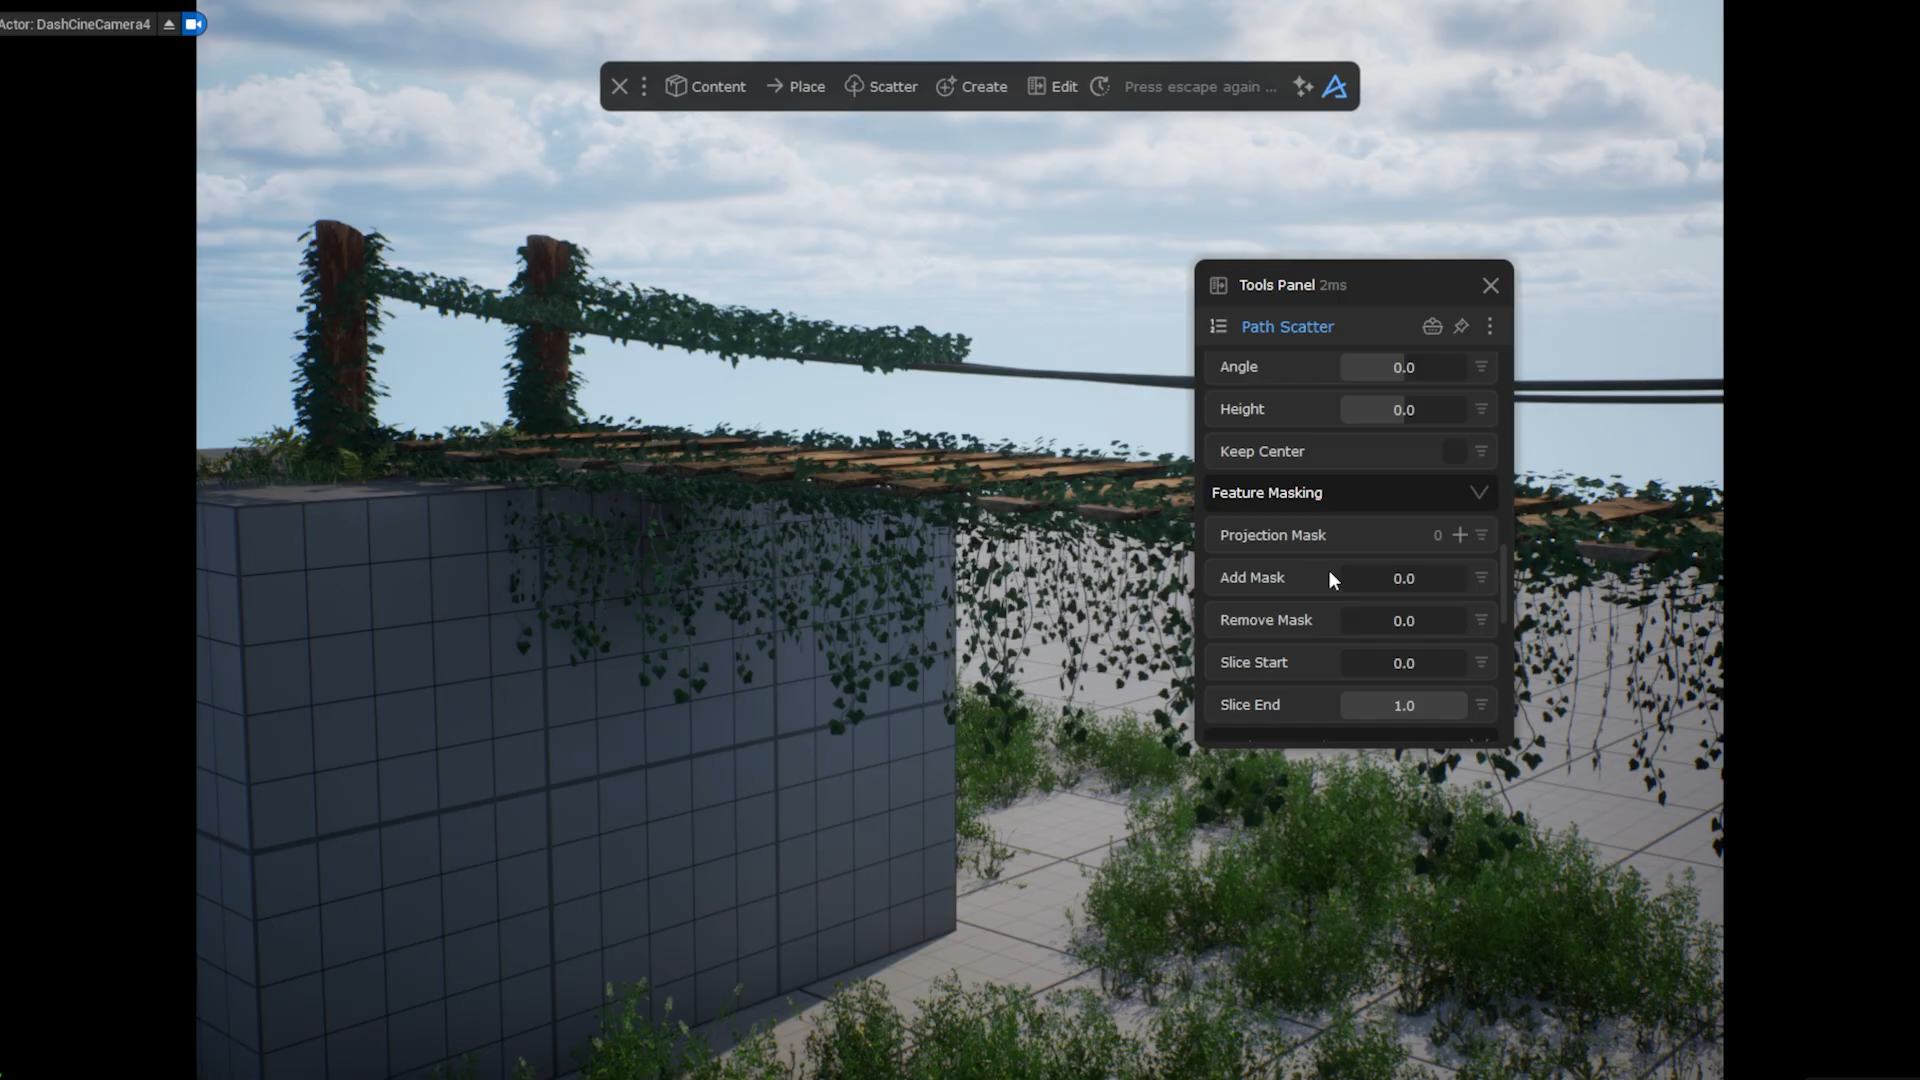 Actor: DashCineCamera4
Content
Place
Scatter
Create
Edit
Press escape again ...
Tools Panel 2ms
Path Scatter
Angle 0.0
Height 0.0
Keep Center
Feature Masking
Projection Mask 0
Add Mask 0.0
Remove Mask 0.0
Slice Start 0.0
Slice End 1.0